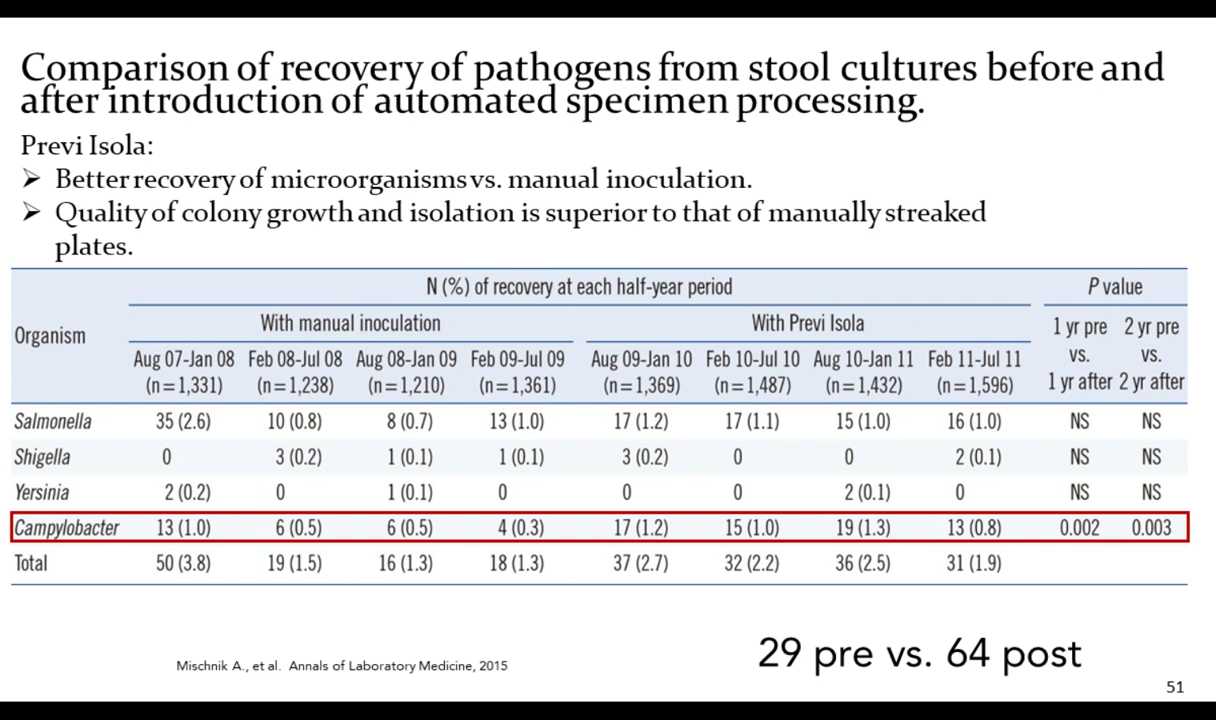 Comparison of recovery of pathogens from stool cultures before and
after introduction of automated specimen processing.
Previ Isola:
➢ Better recovery of microorganisms vs. manual inoculation.
➢ Quality of colony growth and isolation is superior to that of manually streaked
plates.
Organism N (%) of recovery at each half-year period P value
With manual inoculation With Previ Isola 1 yr pre vs. 1 yr after 2 yr pre vs. 2 yr after
Aug 07-Jan 08 Feb 08-Jul 08 Aug 08-Jan 09 Feb 09-Jul 09 Aug 09-Jan 10 Feb 10-Jul 10 Aug 10-Jan 11 Feb 11-Jul 11
(n=1,331) (n=1,238) (n=1,210) (n=1,361) (n=1,369) (n=1,487) (n=1,432) (n=1,596)
Salmonella 35 (2.6) 10 (0.8) 8 (0.7) 13 (1.0) 17 (1.2) 17 (1.1) 15 (1.0) 16 (1.0) NS NS
Shigella 0 3 (0.2) 1 (0.1) 1 (0.1) 3 (0.2) 0 0 2 (0.1) NS NS
Yersinia 2 (0.2) 0 1 (0.1) 0 0 0 2 (0.1) 0 NS NS
Campylobacter 13 (1.0) 6 (0.5) 6 (0.5) 4 (0.3) 17 (1.2) 15 (1.0) 19 (1.3) 13 (0.8) 0.002 0.003
Total 50 (3.8) 19 (1.5) 16 (1.3) 18 (1.3) 37 (2.7) 32 (2.2) 36 (2.5) 31 (1.9)
29 pre vs. 64 post
Mischnik A., et al. Annals of Laboratory Medicine, 2015
51